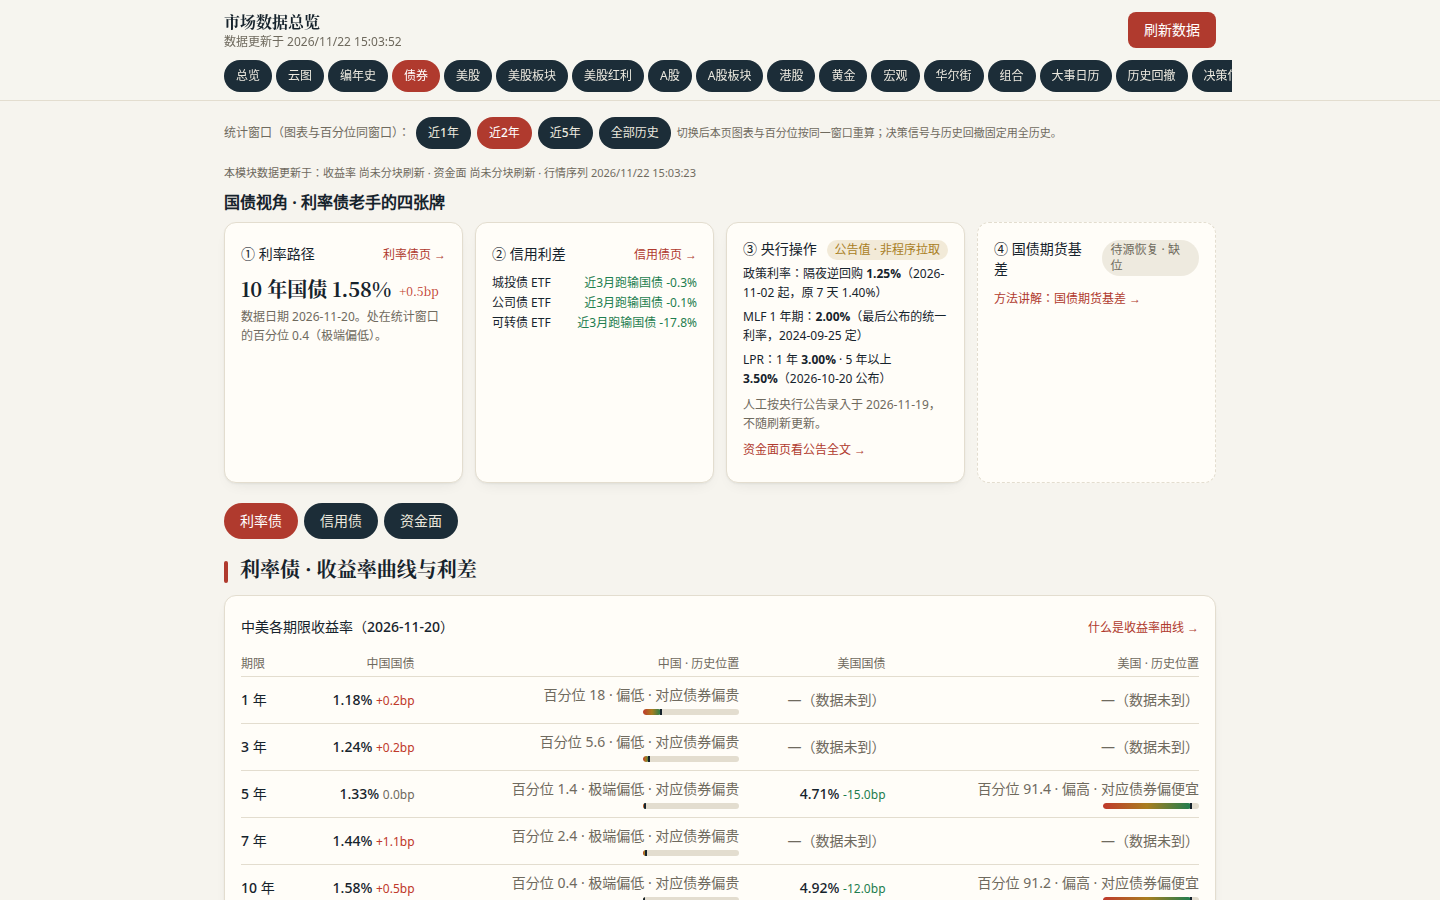 市场数据总览
数据更新于 2026/11/22 15:03:52
刷新数据
总览 云图 编年史 债券 美股 美股板块 美股红利 A股 A股板块 港股 黄金 宏观 华尔街 组合 大事日历 历史回撤 决策
统计窗口（图表与百分位同窗口）： 近1年 近2年 近5年 全部历史 切换后本页图表与百分位按同一窗口重算；决策信号与历史回撤固定用全历史。
本模块数据更新于：收益率 尚未分块刷新 · 资金面 尚未分块刷新 · 行情序列 2026/11/22 15:03:23
国债视角 · 利率债老手的四张牌
① 利率路径 利率债页 →
10 年国债 1.58% +0.5bp
数据日期 2026-11-20。处在统计窗口
的百分位 0.4（极端偏低）。
② 信用利差 信用债页 →
城投债 ETF 近3月跑输国债 -0.3%
公司债 ETF 近3月跑输国债 -0.1%
可转债 ETF 近3月跑输国债 -17.8%
③ 央行操作 公告值 · 非程序拉取
政策利率：隔夜逆回购 1.25%（2026-
11-02 起，原 7 天 1.40%）
MLF 1 年期：2.00%（最后公布的统一
利率，2024-09-25 定）
LPR：1 年 3.00% · 5 年以上
3.50%（2026-10-20 公布）
人工按央行公告录入于 2026-11-19，
不随刷新更新。
资金面页看公告全文 →
④ 国债期货基
差
待源恢复 · 缺
位
方法讲解：国债期货基差 →
利率债 信用债 资金面
利率债 · 收益率曲线与利差
中美各期限收益率（2026-11-20） 什么是收益率曲线 →
期限 中国国债 中国 · 历史位置 美国国债 美国 · 历史位置
1 年 1.18% +0.2bp 百分位 18 · 偏低 · 对应债券偏贵 —（数据未到） —（数据未到）
3 年 1.24% +0.2bp 百分位 5.6 · 偏低 · 对应债券偏贵 —（数据未到） —（数据未到）
5 年 1.33% 0.0bp 百分位 1.4 · 极端偏低 · 对应债券偏贵 4.71% -15.0bp 百分位 91.4 · 偏高 · 对应债券偏便宜
7 年 1.44% +1.1bp 百分位 2.4 · 极端偏低 · 对应债券偏贵 —（数据未到） —（数据未到）
10 年 1.58% +0.5bp 百分位 0.4 · 极端偏低 · 对应债券偏贵 4.92% -12.0bp 百分位 91.2 · 偏高 · 对应债券偏便宜